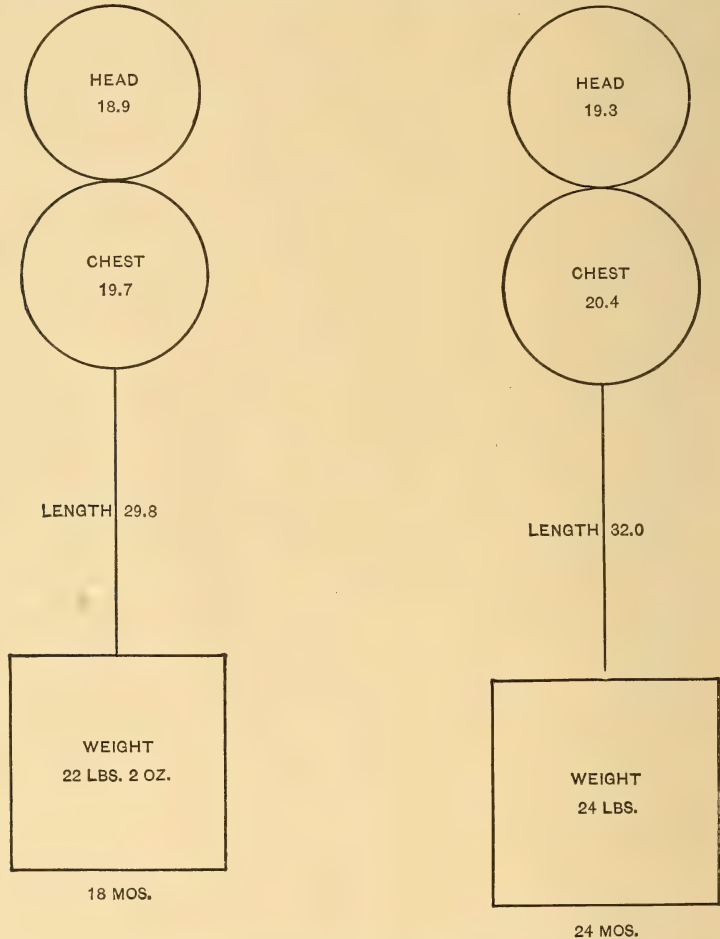 HEAD
18.9
CHEST
19.7
LENGTH 29.8
WEIGHT
22 LBS. 2 OZ.
18 MOS.
HEAD
19.3
CHEST
20.4
LENGTH 32.0
WEIGHT
24 LBS.
24 MOS.